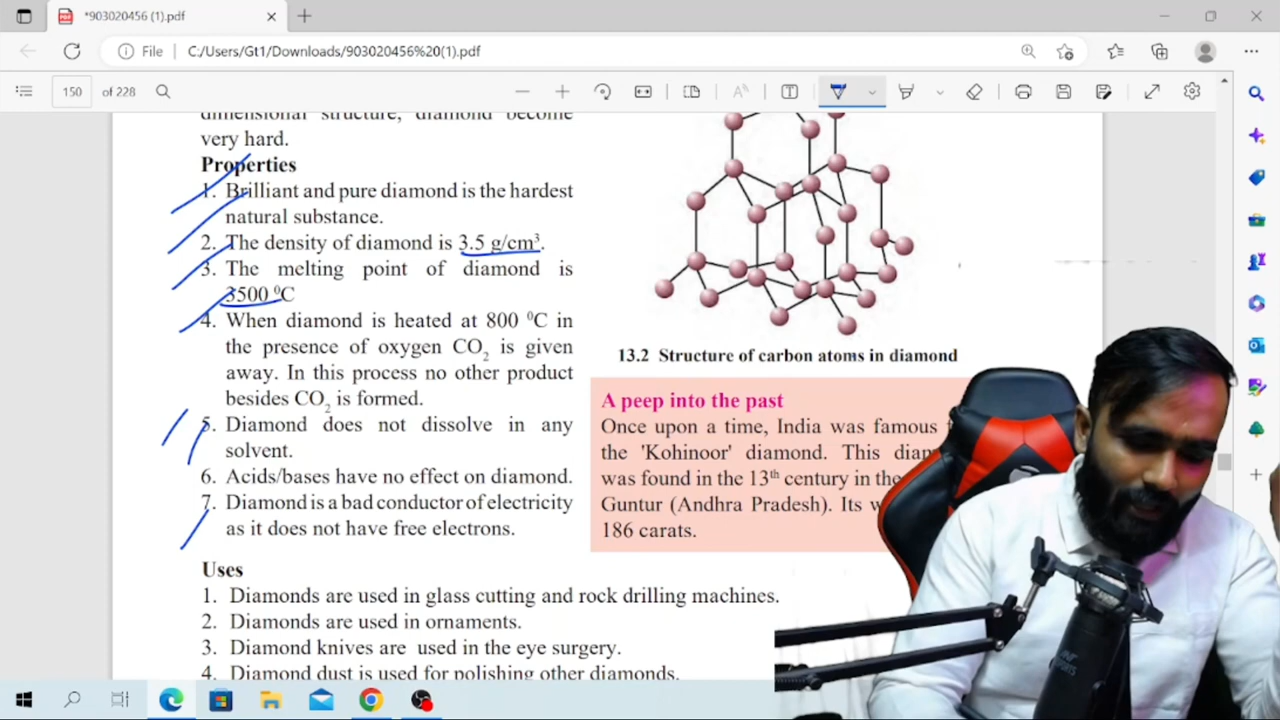 *903020456 (1).pdf
File
C:/Users/Gt1/Downloads/903020456%20(1).pdf
150 of 228
very hard.
Properties
1. Brilliant and pure diamond is the hardest
natural substance.
2. The density of diamond is 3.5 g/cm³.
3. The melting point of diamond is
3500 ⁰C
4. When diamond is heated at 800 ⁰C in
the presence of oxygen CO₂ is given
away. In this process no other product
besides CO₂ is formed.
5. Diamond does not dissolve in any
solvent.
6. Acids/bases have no effect on diamond.
7. Diamond is a bad conductor of electricity
as it does not have free electrons.
13.2 Structure of carbon atoms in diamond
A peep into the past
Once upon a time, India was famous
the 'Kohinoor' diamond. This
was found in the 13ᵗʰ century in the
Guntur (Andhra Pradesh). Its
186 carats.
Uses
1. Diamonds are used in glass cutting and rock drilling machines.
2. Diamonds are used in ornaments.
3. Diamond knives are used in the eye surgery.
4. Diamond dust is used for polishing other diamonds.